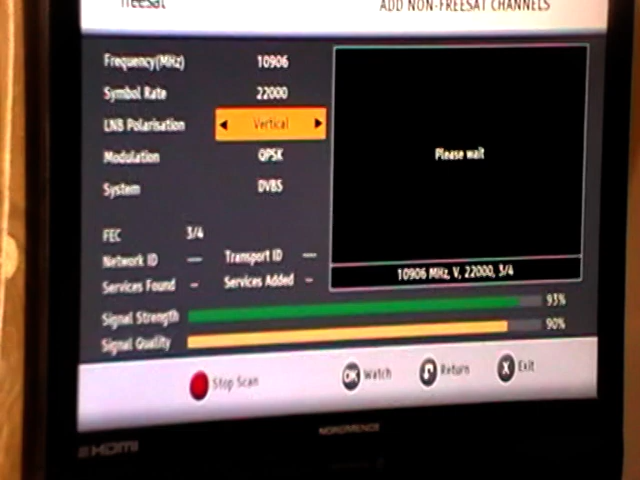 freesat
ADD NON-FREESAT CHANNELS
Frequency(MHz) 10906
Symbol Rate 22000
LNB Polarisation Vertical
Modulation QPSK
System DVBS
FEC 3/4
Network ID --- Transport ID ---
Services Found - Services Added -
Please wait
10906 MHz, V, 22000, 3/4
Signal Strength 93%
Signal Quality 90%
Stop Scan OK Watch Return X Exit
HDMI
NORDMENDE